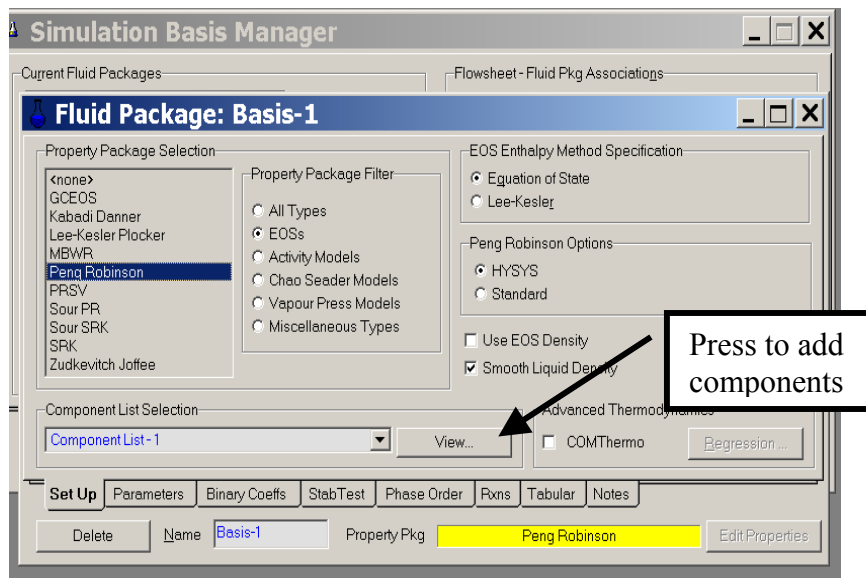 Simulation Basis Manager
Current Fluid Packages
Flowsheet - Fluid Pkg Associations
Fluid Package: Basis-1
Property Package Selection
<none>
GCEOS
Kabadi Danner
Lee-Kesler Plocker
MBWR
Peng Robinson
PRSV
Sour PR
Sour SRK
SRK
Zudkevitch Joffee
Property Package Filter
All Types
EOSs
Activity Models
Chao Seader Models
Vapour Press Models
Miscellaneous Types
EOS Enthalpy Method Specification
Equation of State
Lee-Kesler
Peng Robinson Options
HYSYS
Standard
Use EOS Density
Smooth Liquid Density
Press to add
components
Component List Selection
Component List - 1
View...
Advanced Thermodynamics
COMThermo
Regression ...
Set Up Parameters Binary Coeffs StabTest Phase Order Rxns Tabular Notes
Delete Name Basis-1 Property Pkg Peng Robinson Edit Properties